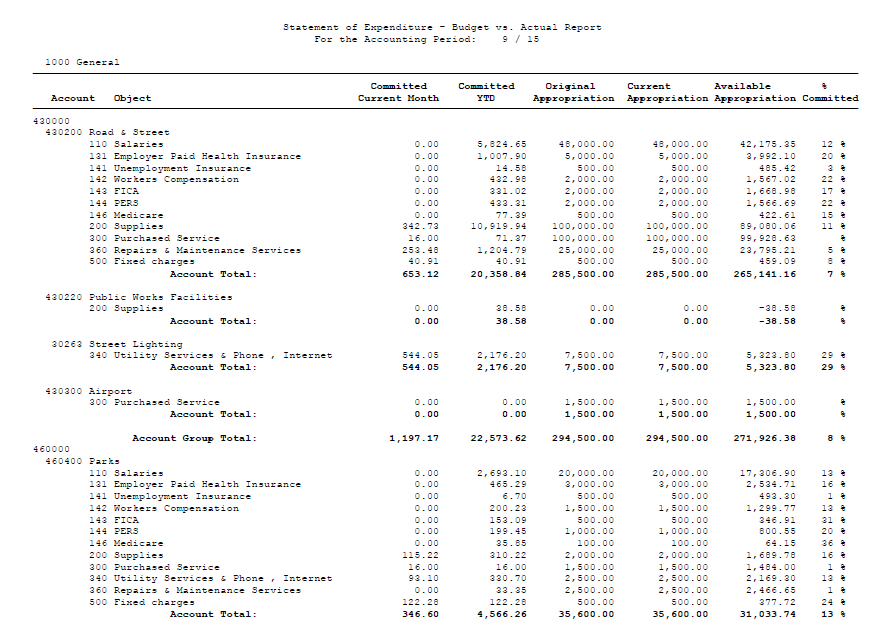 Statement of Expenditure - Budget vs. Actual Report
For the Accounting Period: 9 / 15
1000 General
Committed Committed Original Current Available %
Account Object Current Month YTD Appropriation Appropriation Appropriation Committed
430000
430200 Road & Street
110 Salaries 0.00 5,824.65 48,000.00 48,000.00 42,175.35 12 %
131 Employer Paid Health Insurance 0.00 1,007.90 5,000.00 5,000.00 3,992.10 20 %
141 Unemployment Insurance 0.00 14.58 500.00 500.00 485.42 3 %
142 Workers Compensation 0.00 432.98 2,000.00 2,000.00 1,567.02 22 %
143 FICA 0.00 331.02 2,000.00 2,000.00 1,668.98 17 %
144 PERS 0.00 433.31 2,000.00 2,000.00 1,566.69 22 %
146 Medicare 0.00 77.39 500.00 500.00 422.61 15 %
200 Supplies 342.73 10,919.94 100,000.00 100,000.00 89,080.06 11 %
300 Purchased Service 16.00 71.37 100,000.00 100,000.00 99,928.63 %
360 Repairs & Maintenance Services 253.48 1,204.79 25,000.00 25,000.00 23,795.21 5 %
500 Fixed charges 40.91 40.91 500.00 500.00 459.09 8 %
Account Total: 653.12 20,358.84 285,500.00 285,500.00 265,141.16 7 %
430220 Public Works Facilities
200 Supplies 0.00 38.58 0.00 0.00 -38.58 %
Account Total: 0.00 38.58 0.00 0.00 -38.58 %
30263 Street Lighting
340 Utility Services & Phone , Internet 544.05 2,176.20 7,500.00 7,500.00 5,323.80 29 %
Account Total: 544.05 2,176.20 7,500.00 7,500.00 5,323.80 29 %
430300 Airport
300 Purchased Service 0.00 0.00 1,500.00 1,500.00 1,500.00 %
Account Total: 0.00 0.00 1,500.00 1,500.00 1,500.00 %
Account Group Total: 1,197.17 22,573.62 294,500.00 294,500.00 271,926.38 8 %
460000
460400 Parks
110 Salaries 0.00 2,693.10 20,000.00 20,000.00 17,306.90 13 %
131 Employer Paid Health Insurance 0.00 465.29 3,000.00 3,000.00 2,534.71 16 %
141 Unemployment Insurance 0.00 6.70 500.00 500.00 493.30 1 %
142 Workers Compensation 0.00 200.23 1,500.00 1,500.00 1,299.77 13 %
143 FICA 0.00 153.09 500.00 500.00 346.91 31 %
144 PERS 0.00 199.45 1,000.00 1,000.00 800.55 20 %
146 Medicare 0.00 35.85 100.00 100.00 64.15 36 %
200 Supplies 115.22 310.22 2,000.00 2,000.00 1,689.78 16 %
300 Purchased Service 16.00 16.00 1,500.00 1,500.00 1,484.00 1 %
340 Utility Services & Phone , Internet 93.10 330.70 2,500.00 2,500.00 2,169.30 13 %
360 Repairs & Maintenance Services 0.00 33.35 2,500.00 2,500.00 2,466.65 1 %
500 Fixed charges 122.28 122.28 500.00 500.00 377.72 24 %
Account Total: 346.60 4,566.26 35,600.00 35,600.00 31,033.74 13 %